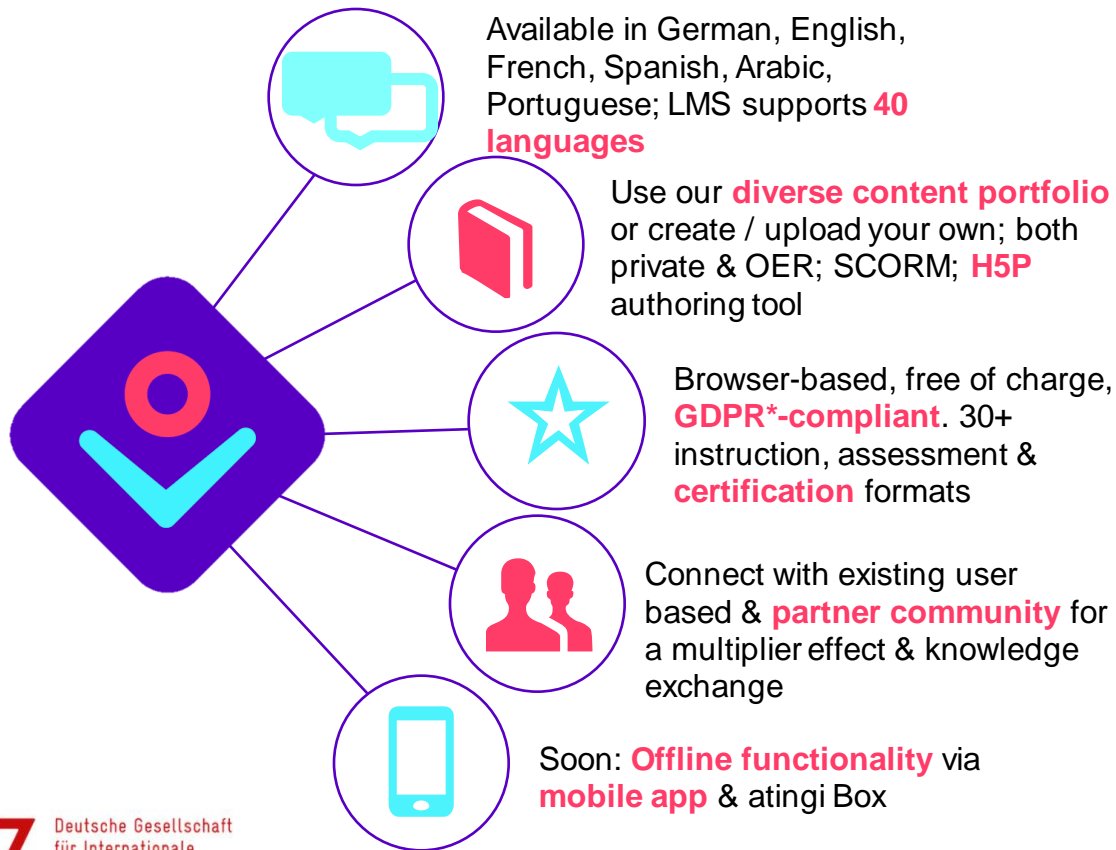 Available in German, English,
French, Spanish, Arabic,
Portuguese; LMS supports 40
languages
Use our diverse content portfolio
or create / upload your own; both
private & OER; SCORM; H5P
authoring tool
Browser-based, free of charge,
GDPR*-compliant. 30+
instruction, assessment &
certification formats
Connect with existing user
based & partner community for
a multiplier effect & knowledge
exchange
Soon: Offline functionality via
mobile app & atingi Box
Deutsche Gesellschaft
für Internationale